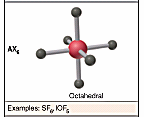 AX₆
Octahedral
Examples: SF₆, IOF₅